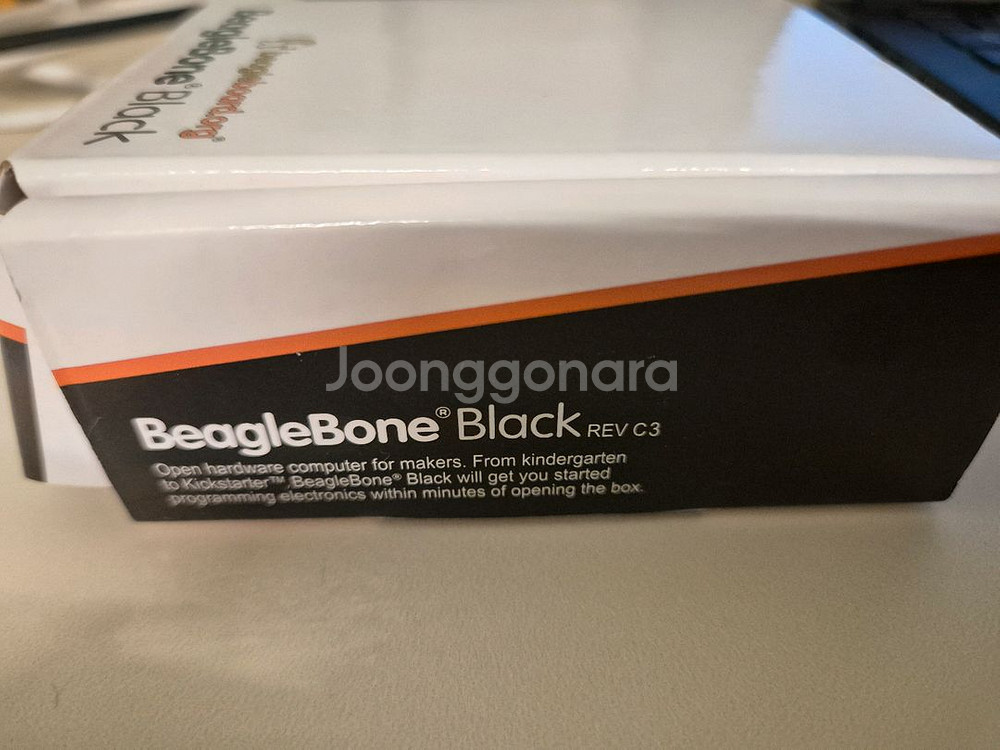 beagleboard.org®
BeagleBone® Black
Joonggonara
BeagleBone® Black REV C3
Open hardware computer for makers. From kindergarten
to Kickstarter™, BeagleBone® Black will get you started
programming electronics within minutes of opening the box.